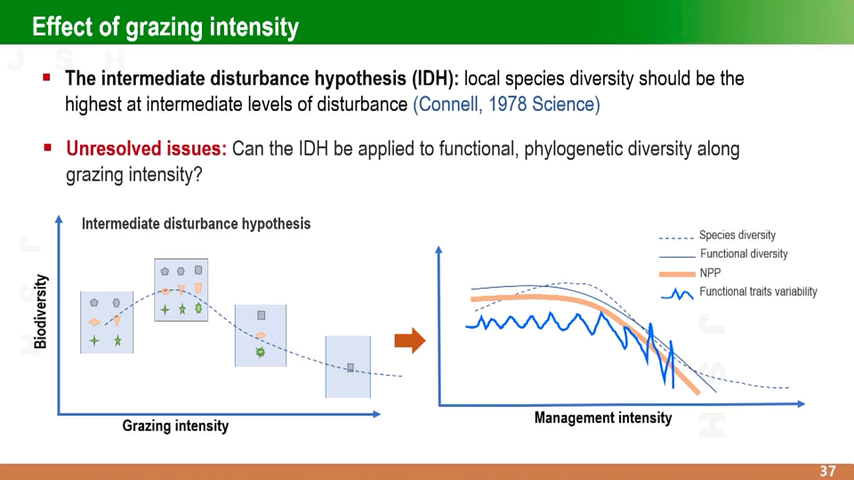 Effect of grazing intensity
The intermediate disturbance hypothesis (IDH): local species diversity should be the
highest at intermediate levels of disturbance (Connell, 1978 Science)
Unresolved issues: Can the IDH be applied to functional, phylogenetic diversity along
grazing intensity?
Intermediate disturbance hypothesis
Biodiversity
Grazing intensity
Species diversity
Functional diversity
NPP
Functional traits variability
Management intensity
37
J S H
J S H